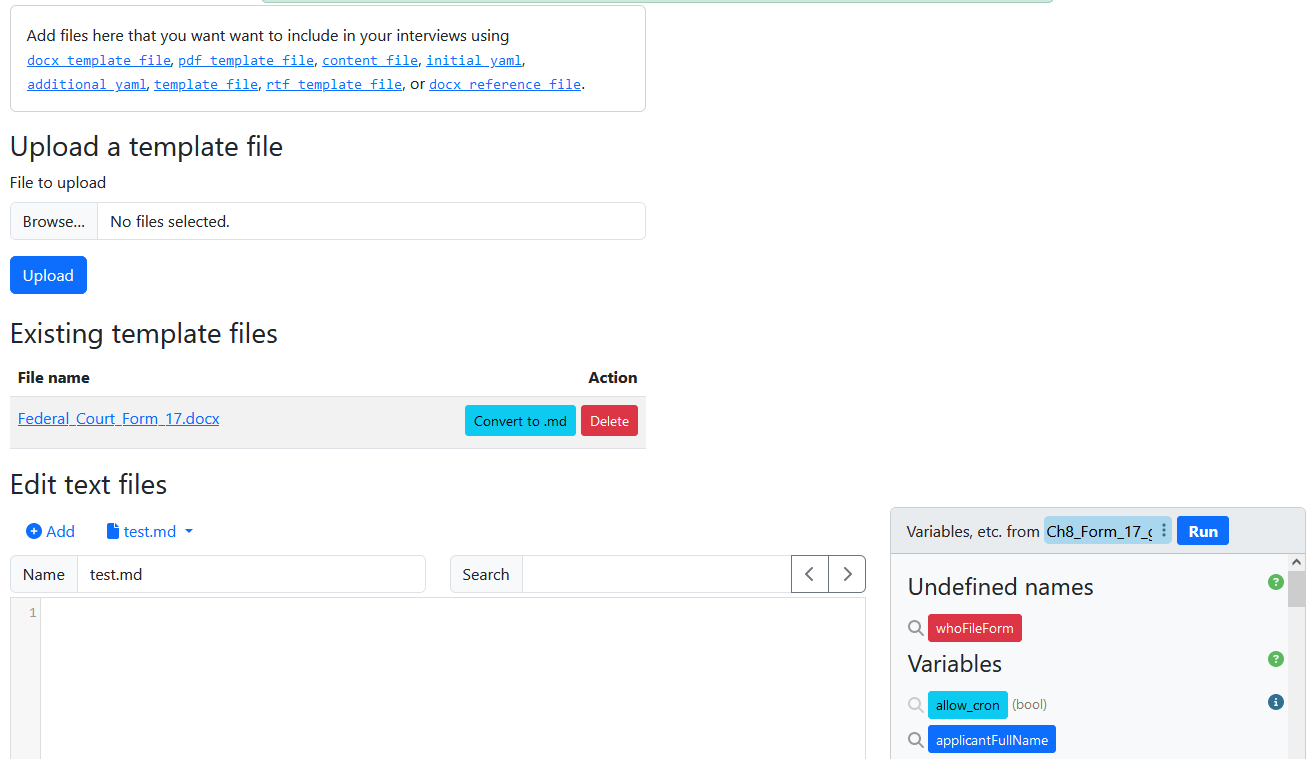 Add files here that you want want to include in your interviews using
docx template file, pdf template file, content file, initial yaml,
additional yaml, template file, rtf template file, or docx reference file.
Upload a template file
File to upload
Browse... No files selected.
Upload
Existing template files
File name Action
Federal_Court_Form_17.docx Convert to .md Delete
Edit text files
Add test.md
Variables, etc. from Ch8_Form_17_g Run
Name test.md Search
1
Undefined names
whoFileForm
Variables
allow_cron (bool)
applicantFullName